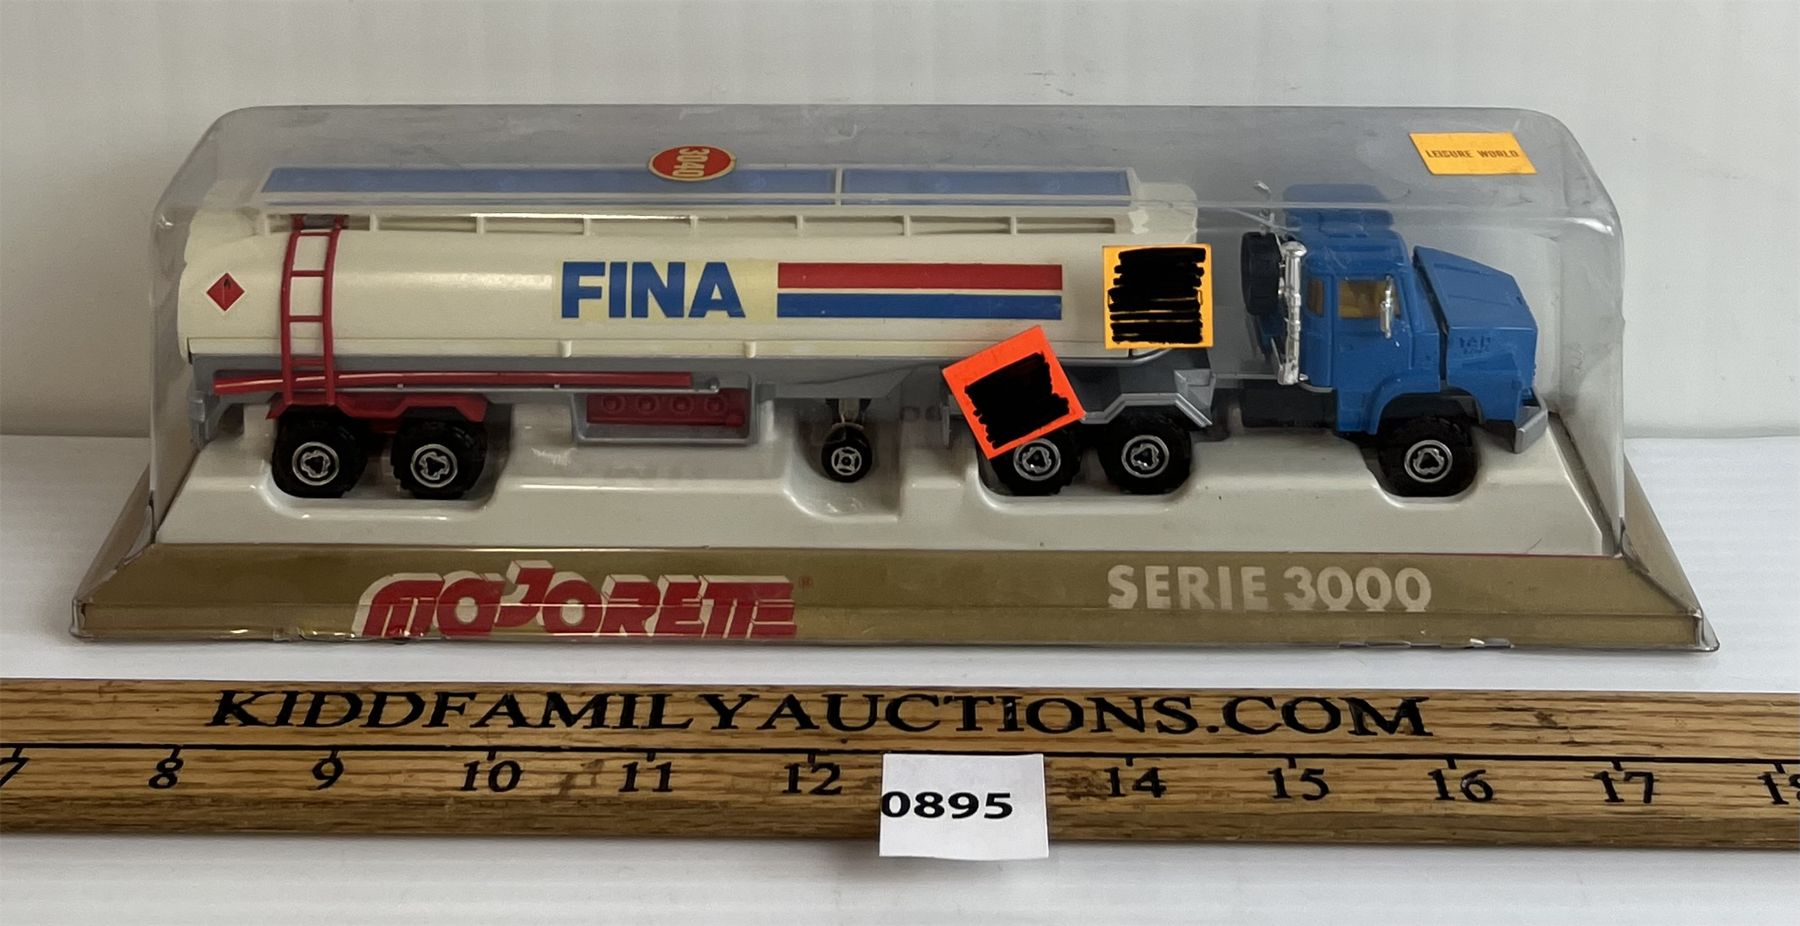 3040
LEISURE WORLD
FINA
MAJORETTE®
SERIE 3000
KIDDFAMILYAUCTIONS.COM
7 8 9 10 11 12 14 15 16 17 18
0895